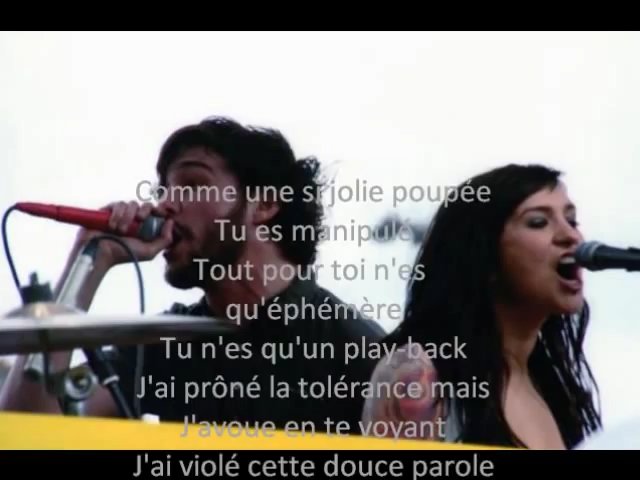 Comme une si jolie poupée
Tu es manipulé
Tout pour toi n'es
qu'éphémère
Tu n'es qu'un play-back
J'ai prôné la tolérance mais
J'avoue en te voyant
J'ai violé cette douce parole